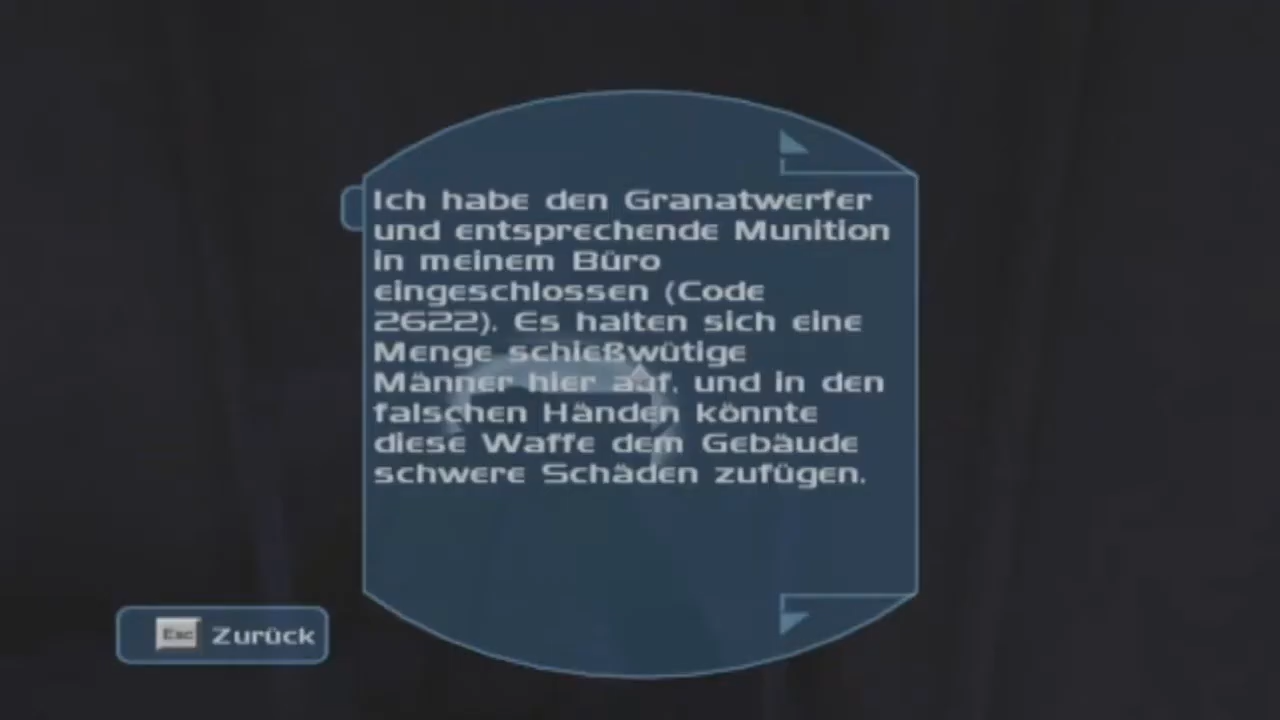 Ich habe den Granatwerfer
und entsprechende Munition
in meinem Büro
eingeschlossen (Code
2622). Es halten sich eine
Menge schießwütige
Männer hier auf, und in den
falschen Händen könnte
diese Waffe dem Gebäude
schwere Schäden zufügen.
Esc Zurück